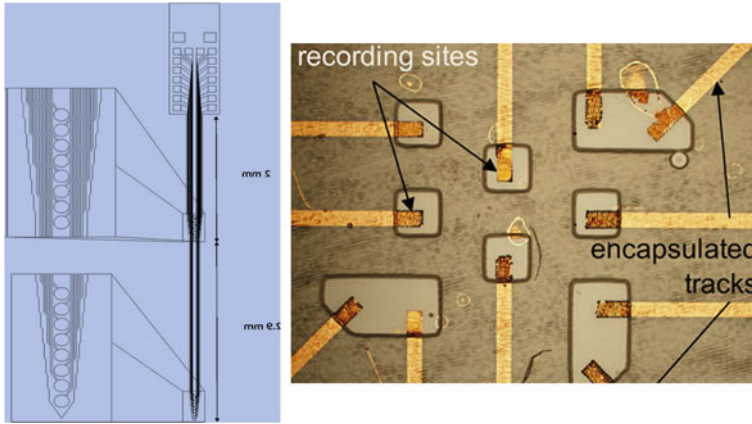 2 mm
2.9 mm
recording sites
encapsulated
tracks